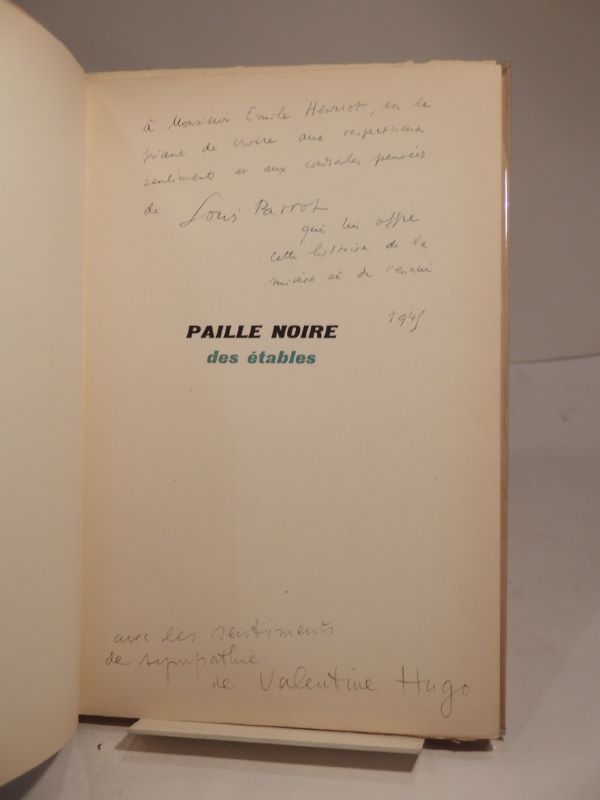 à Monsieur Emile Henriot, en le
priant de croire aux respectueux
sentiments et aux cordiales pensées
de Louis Parrot
qui lui offre
cette histoire de la
misère et de l'ennui
1945
PAILLE NOIRE
des étables
avec les sentiments
de sympathie
de Valentine Hugo